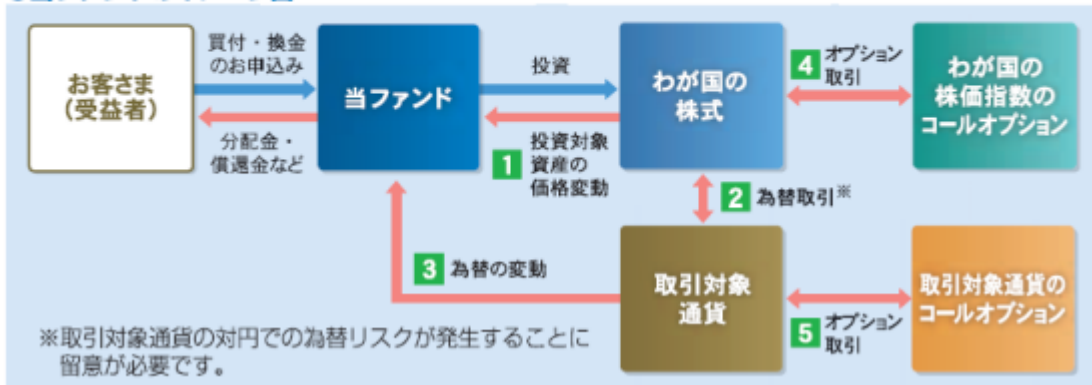 お客さま
(受益者)
買付・換金
のお申込み
分配金・
償還金など
当ファンド
投資
1
投資対象
資産の
価格変動
わが国の
株式
4
オプション
取引
わが国の
株価指数の
コールオプション
2
為替取引※
3
為替の変動
取引対象
通貨
5
オプション
取引
取引対象通貨の
コールオプション
※取引対象通貨の対円での為替リスクが発生することに
留意が必要です。